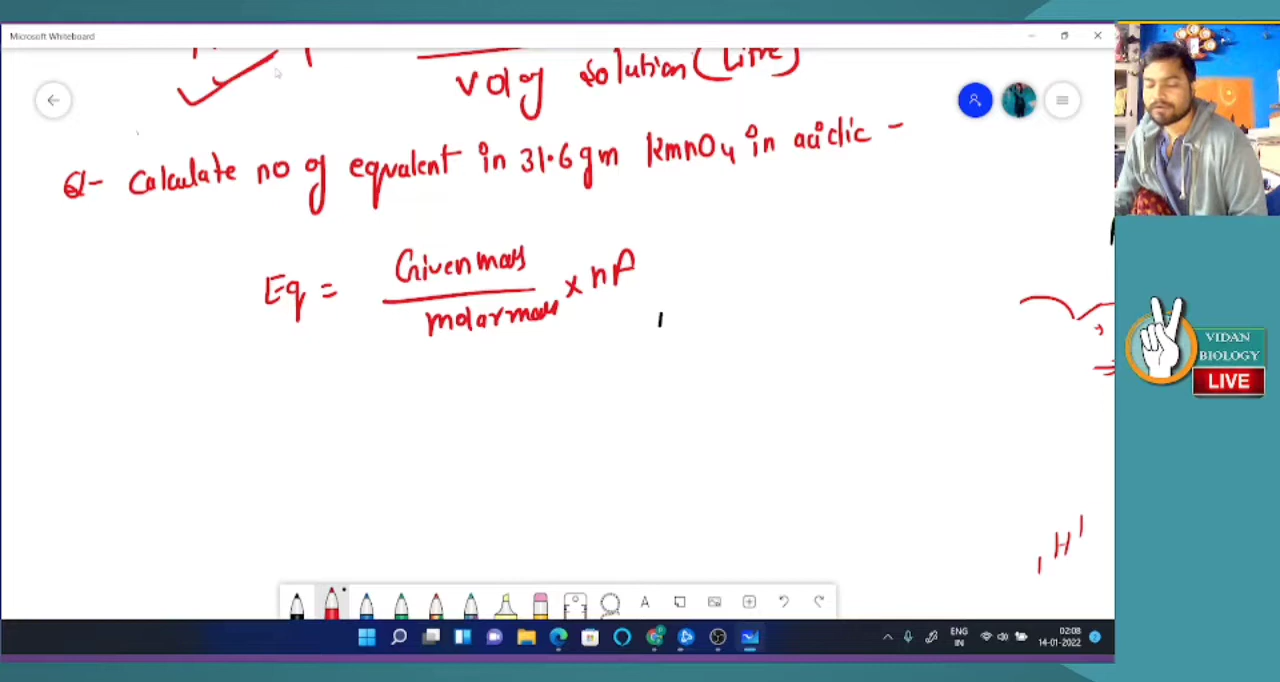 Microsoft Whiteboard
Vol of Solution (Litre)
Q- Calculate no of equvalent in 31.6 gm kmnO4 in acidic -
Eq = Given mass / molar mass × nf
VIDAN
BIOLOGY
LIVE
'H'
A
ENG
IN
02:08
14-01-2022